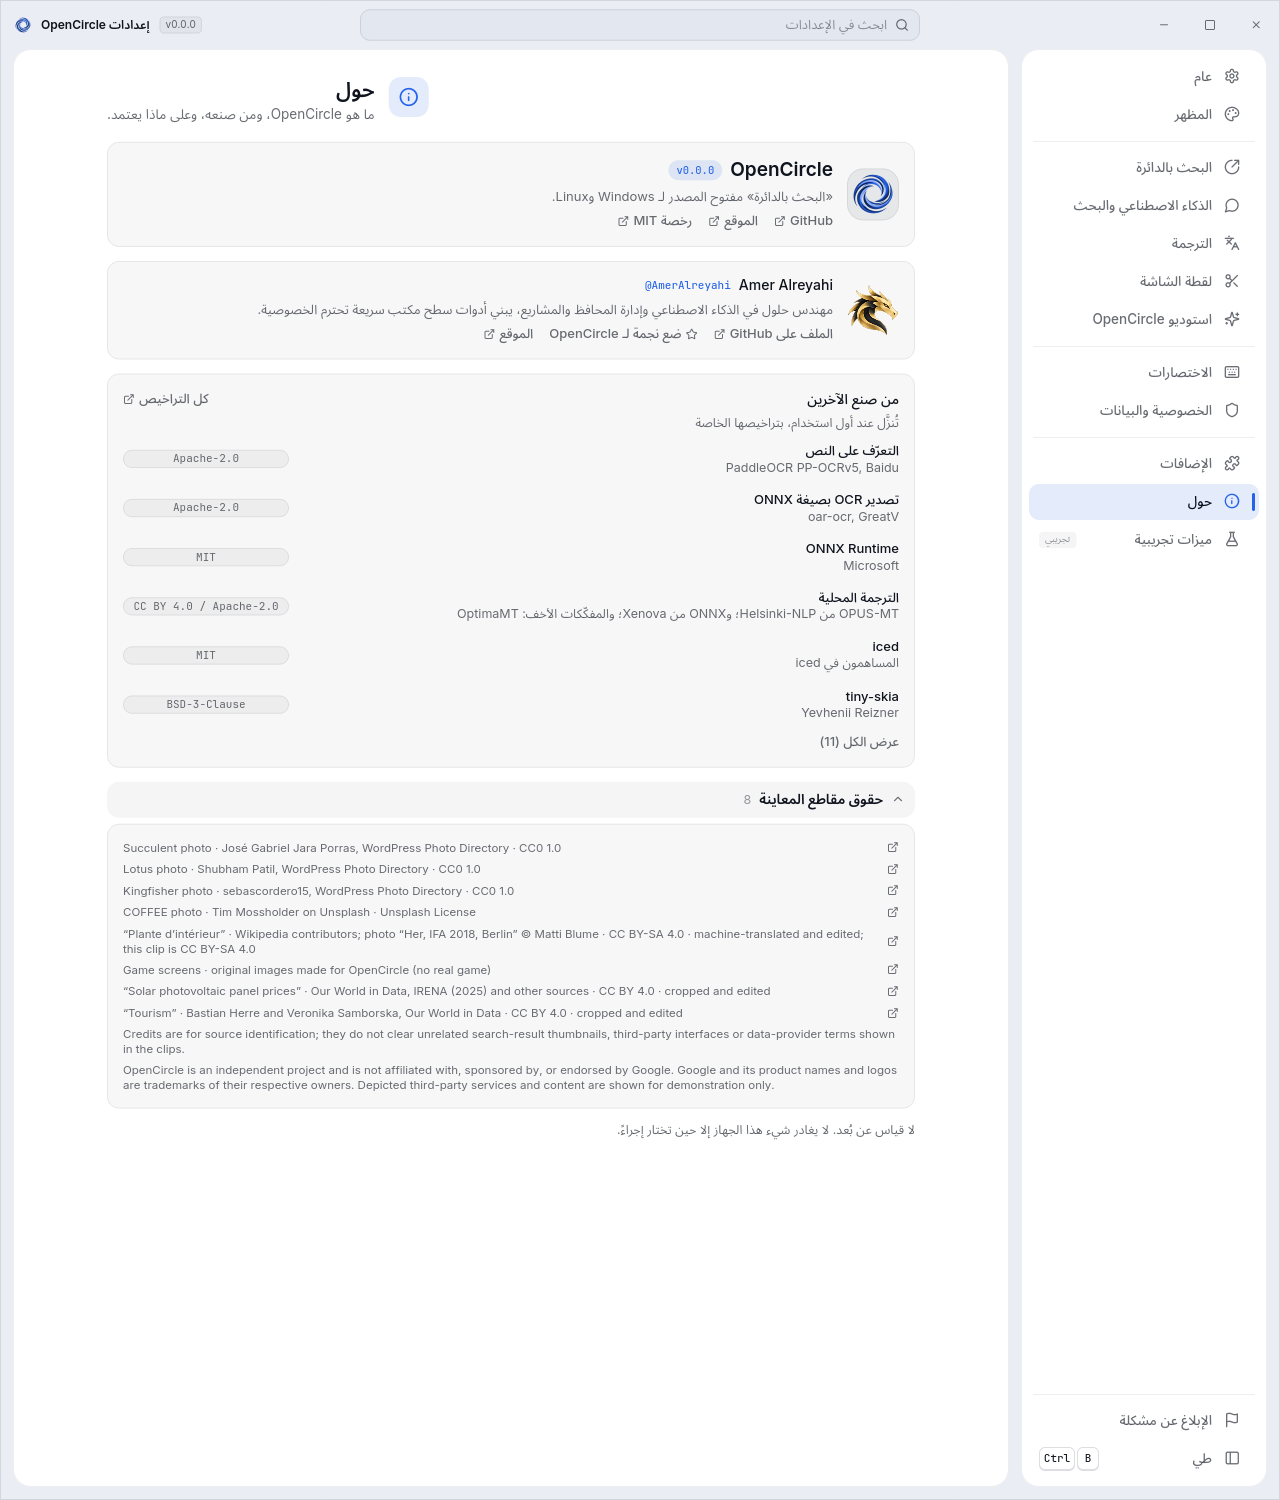 إعدادات OpenCircle
v0.0.0
ابحث في الإعدادات
عام
المظهر
البحث بالدائرة
الذكاء الاصطناعي والبحث
الترجمة
لقطة الشاشة
استوديو OpenCircle
الاختصارات
الخصوصية والبيانات
الإضافات
حول
ميزات تجريبية
تجريبي
الإبلاغ عن مشكلة
طي
Ctrl B
حول
ما هو OpenCircle، ومن صنعه، وعلى ماذا يعتمد.
OpenCircle v0.0.0
«البحث بالدائرة» مفتوح المصدر لـ Windows وLinux.
GitHub
الموقع
رخصة MIT
Amer Alreyahi @AmerAlreyahi
مهندس حلول في الذكاء الاصطناعي وإدارة المحافظ والمشاريع، يبني أدوات سطح مكتب سريعة تحترم الخصوصية.
الملف على GitHub
ضع نجمة لـ OpenCircle
الموقع
من صنع الآخرين
كل التراخيص
تُنزَّل عند أول استخدام، بتراخيصها الخاصة
التعرّف على النص
PaddleOCR PP-OCRv5, Baidu
Apache-2.0
تصدير OCR بصيغة ONNX
oar-ocr, GreatV
Apache-2.0
ONNX Runtime
Microsoft
MIT
الترجمة المحلية
OPUS-MT من Helsinki-NLP؛ وONNX من Xenova؛ والمفكّكات الأخف: OptimaMT
CC BY 4.0 / Apache-2.0
iced
المساهمون في iced
MIT
tiny-skia
Yevhenii Reizner
BSD-3-Clause
عرض الكل (11)
حقوق مقاطع المعاينة 8
Succulent photo · José Gabriel Jara Porras, WordPress Photo Directory · CC0 1.0
Lotus photo · Shubham Patil, WordPress Photo Directory · CC0 1.0
Kingfisher photo · sebascordero15, WordPress Photo Directory · CC0 1.0
COFFEE photo · Tim Mossholder on Unsplash · Unsplash License
“Plante d’intérieur” · Wikipedia contributors; photo “Her, IFA 2018, Berlin” © Matti Blume · CC BY-SA 4.0 · machine-translated and edited;
this clip is CC BY-SA 4.0
Game screens · original images made for OpenCircle (no real game)
“Solar photovoltaic panel prices” · Our World in Data, IRENA (2025) and other sources · CC BY 4.0 · cropped and edited
“Tourism” · Bastian Herre and Veronika Samborska, Our World in Data · CC BY 4.0 · cropped and edited
Credits are for source identification; they do not clear unrelated search-result thumbnails, third-party interfaces or data-provider terms shown
in the clips.
OpenCircle is an independent project and is not affiliated with, sponsored by, or endorsed by Google. Google and its product names and logos
are trademarks of their respective owners. Depicted third-party services and content are shown for demonstration only.
لا قياس عن بُعد. لا يغادر شيء هذا الجهاز إلا حين تختار إجراءً.